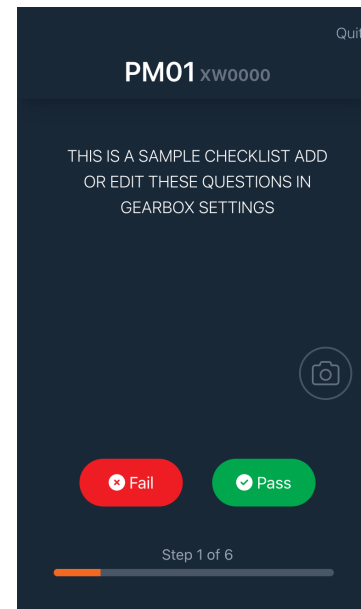 Quit
PM01 XW0000
THIS IS A SAMPLE CHECKLIST ADD
OR EDIT THESE QUESTIONS IN
GEARBOX SETTINGS
Fail
Pass
Step 1 of 6